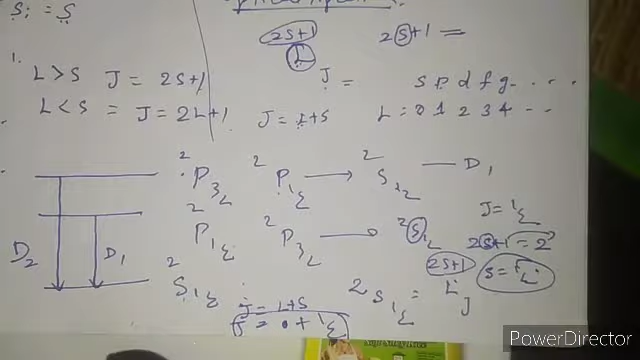 S; = S
2S+1 L J =
2S+1 =
1.
L > S J = 2S+1
L < S = J = 2L+1
J = L+S
S P d f g . . . .
L = 0 1 2 3 4 - -
D2 D1
²P3/2
²P1/2
²S1/2
²P1/2 → ²S1/2 — D1
²P3/2 → ²S1/2
J = 1/2
2S+1 = 2
S = 1/2
2S+1 L J
²S1/2 =
J = L+S
J = 0 + 1/2
PowerDirector